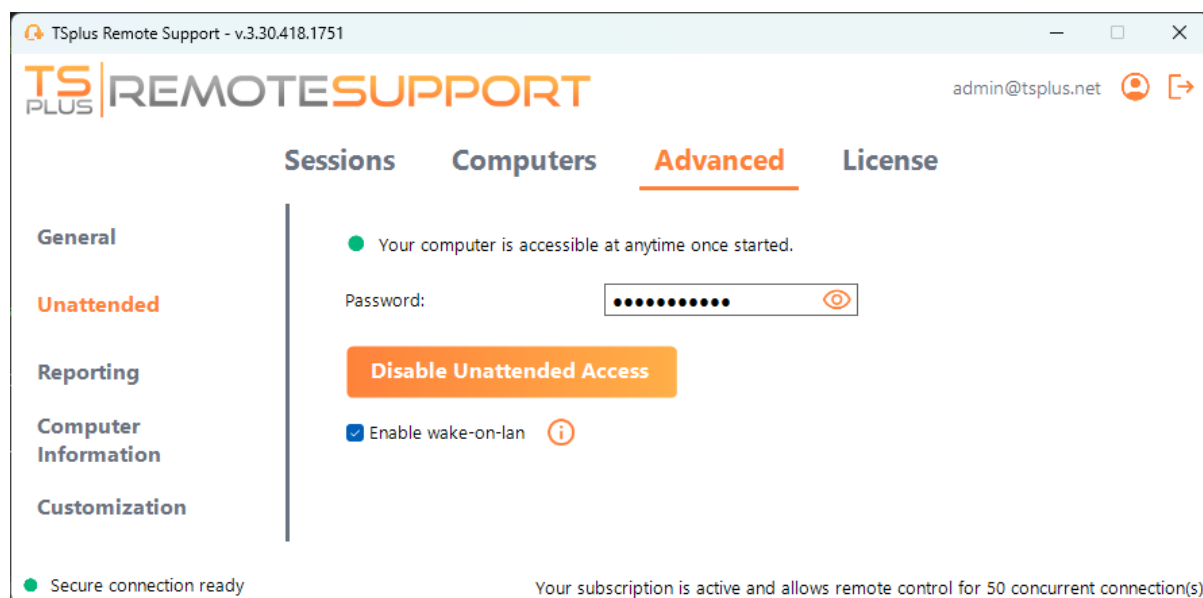 TSplus Remote Support - v.3.30.418.1751
TS PLUS REMOTESUPPORT
admin@tsplus.net
Sessions Computers Advanced License
General
Unattended
Reporting
Computer
Information
Customization
Your computer is accessible at anytime once started.
Password: •••••••••••
Disable Unattended Access
Enable wake-on-lan
Secure connection ready
Your subscription is active and allows remote control for 50 concurrent connection(s)